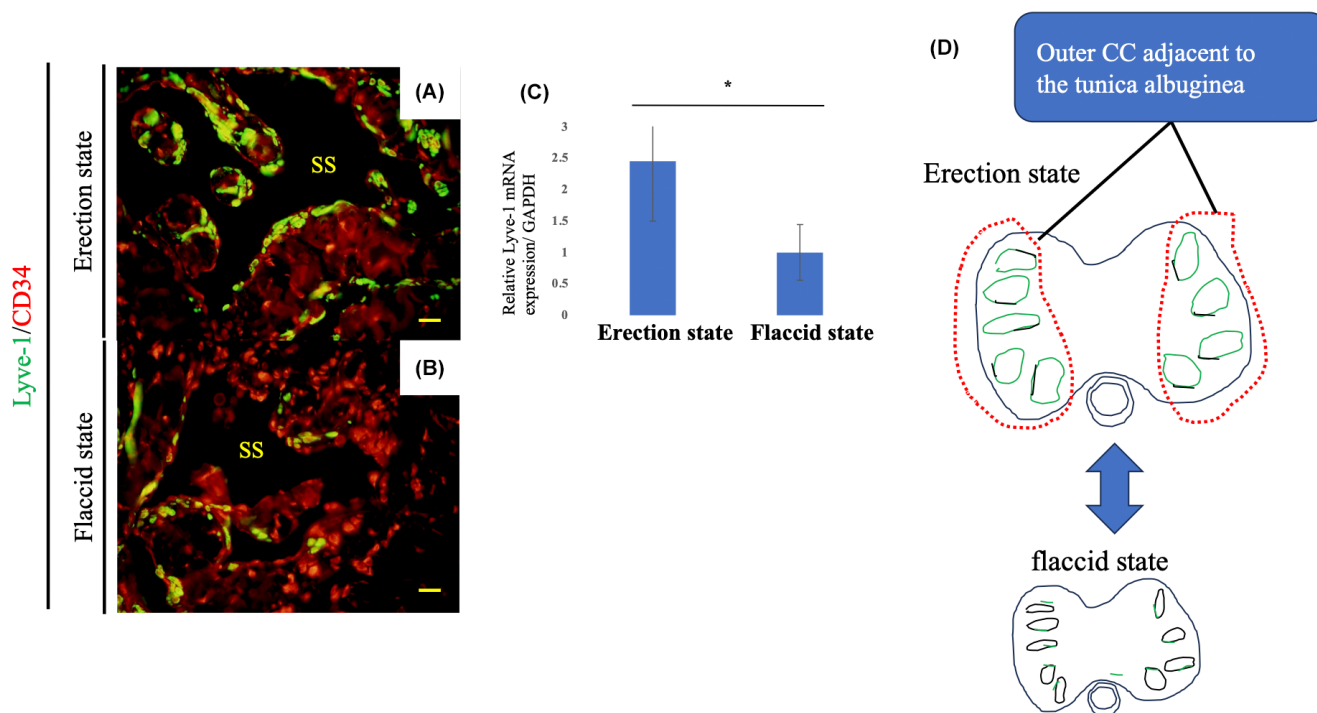 Lyve-1/CD34
Erection state
Flaccid state
(A)
SS
(B)
SS
(C)
*
Relative Lyve-1 mRNA
expression/ GAPDH
3
2.5
2
1.5
1
0.5
0
Erection state
Flaccid state
(D)
Outer CC adjacent to
the tunica albuginea
Erection state
flaccid state